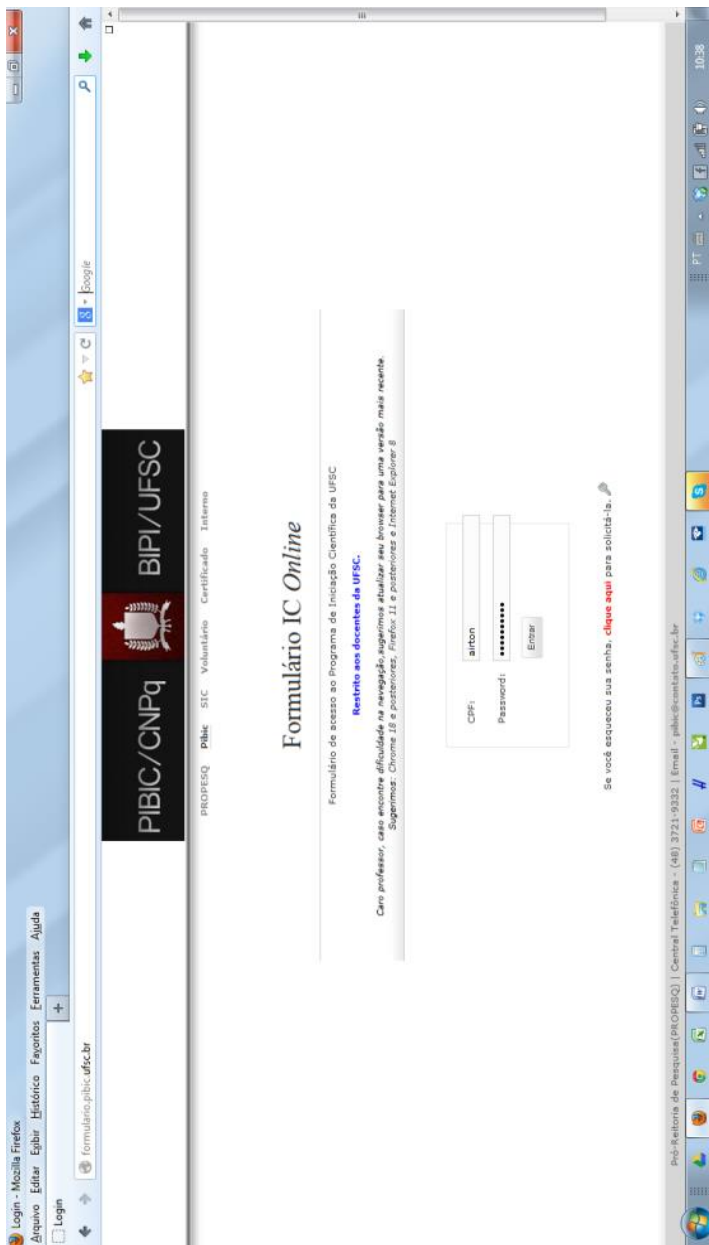 Login - Mozilla Firefox
Arquivo Editar Exibir Histórico Favoritos Ferramentas Ajuda
Login
+
formulario.pibic.ufsc.br
Google
PIBIC/CNPq BIPI/UFSC
PROPESQ Pibic SIC Voluntário Certificado Interno
Formulário IC Online
Formulário de acesso ao Programa de Iniciação Científica da UFSC
Restrito aos docentes da UFSC.
Caro professor, caso encontre dificuldade na navegação,sugerimos atualizar seu browser para uma versão mais recente.
Sugerimos: Chrome 18 e posteriores, Firefox 11 e posteriores e Internet Explorer 8
CPF: airton
Password: •••••••••••
Entrar
Se você esqueceu sua senha, clique aqui para solicitá-la.
Pró-Reitoria de Pesquisa(PROPESQ) | Central Telefônica - (48) 3721-9332 | Email - pibic@contato.ufsc.br
PT
10:38